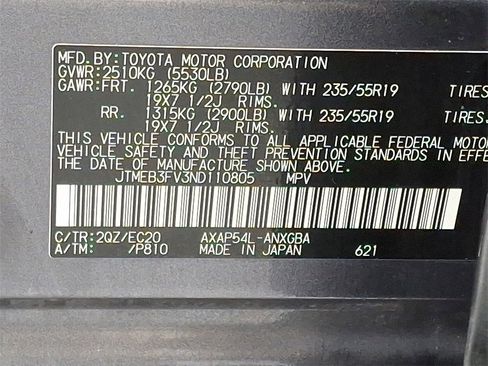 MFD.BY:TOYOTA MOTOR CORPORATION
GVWR:2510KG (5530LB)
GAWR:FRT. 1265KG (2790LB) WITH 235/55R19 TIRES
19X7 1/2J RIMS.
RR. 1315KG (2900LB) WITH 235/55R19 TIRES
19X7 1/2J RIMS.
THIS VEHICLE CONFORMS TO ALL APPLICABLE FEDERAL MOTOR
VEHICLE SAFETY AND THEFT PREVENTION STANDARDS IN EFFE
THE DATE OF MANUFACTURE SHOWN ABOVE.
JTMEB3FV3ND110805 MPV
C/TR:2QZ/EC20 AXAP54L-ANXGBA
A/TM: /P810 MADE IN JAPAN 621